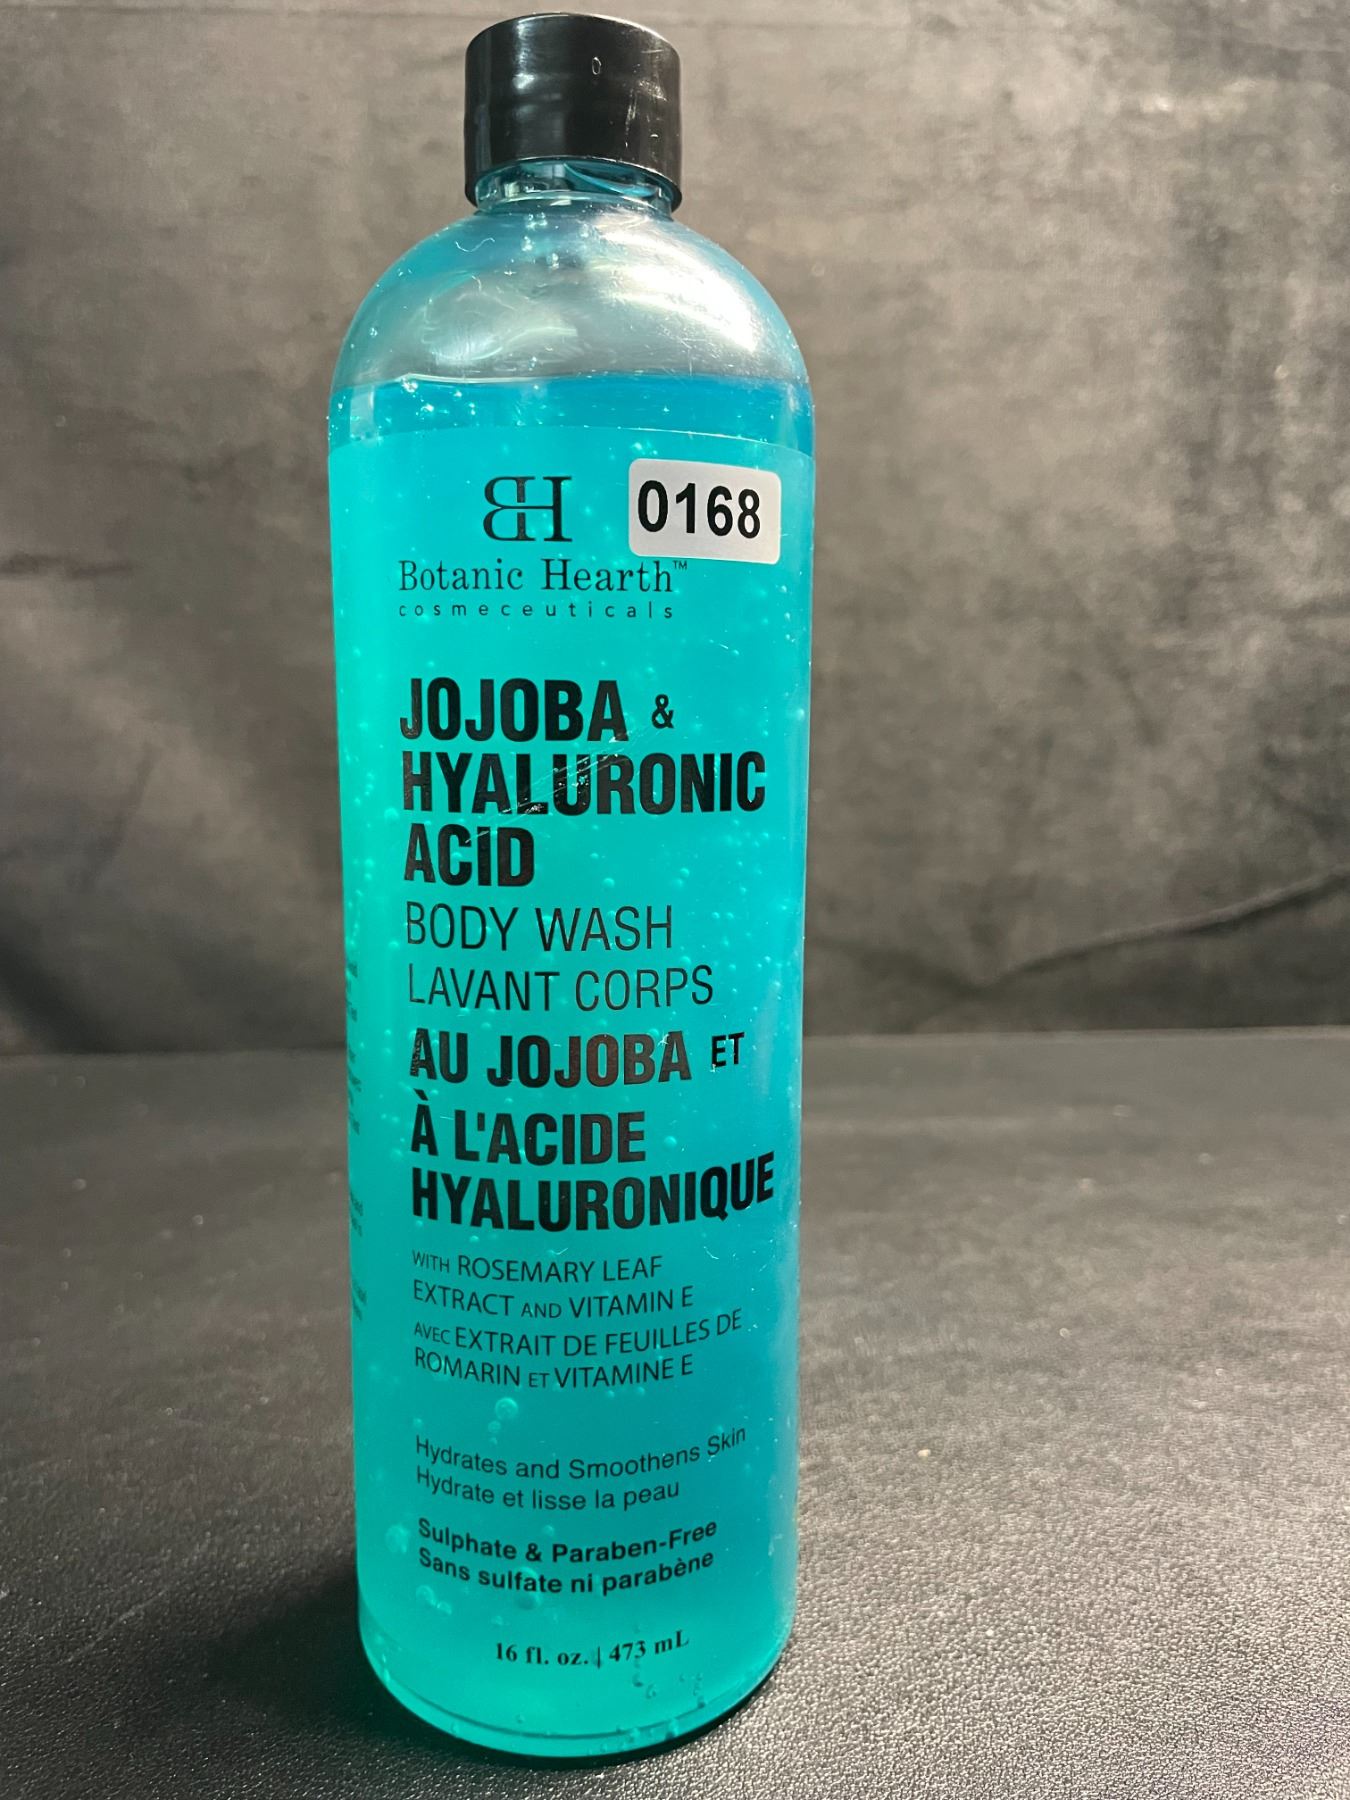 BH
0168
Botanic Hearth™
cosmeceuticals
JOJOBA &
HYALURONIC
ACID
BODY WASH
LAVANT CORPS
AU JOJOBA ET
À L'ACIDE
HYALURONIQUE
WITH ROSEMARY LEAF
EXTRACT AND VITAMIN E
AVEC EXTRAIT DE FEUILLES DE
ROMARIN ET VITAMINE E
Hydrates and Smoothens Skin
Hydrate et lisse la peau
Sulphate & Paraben-Free
Sans sulfate ni parabène
16 fl. oz. | 473 mL